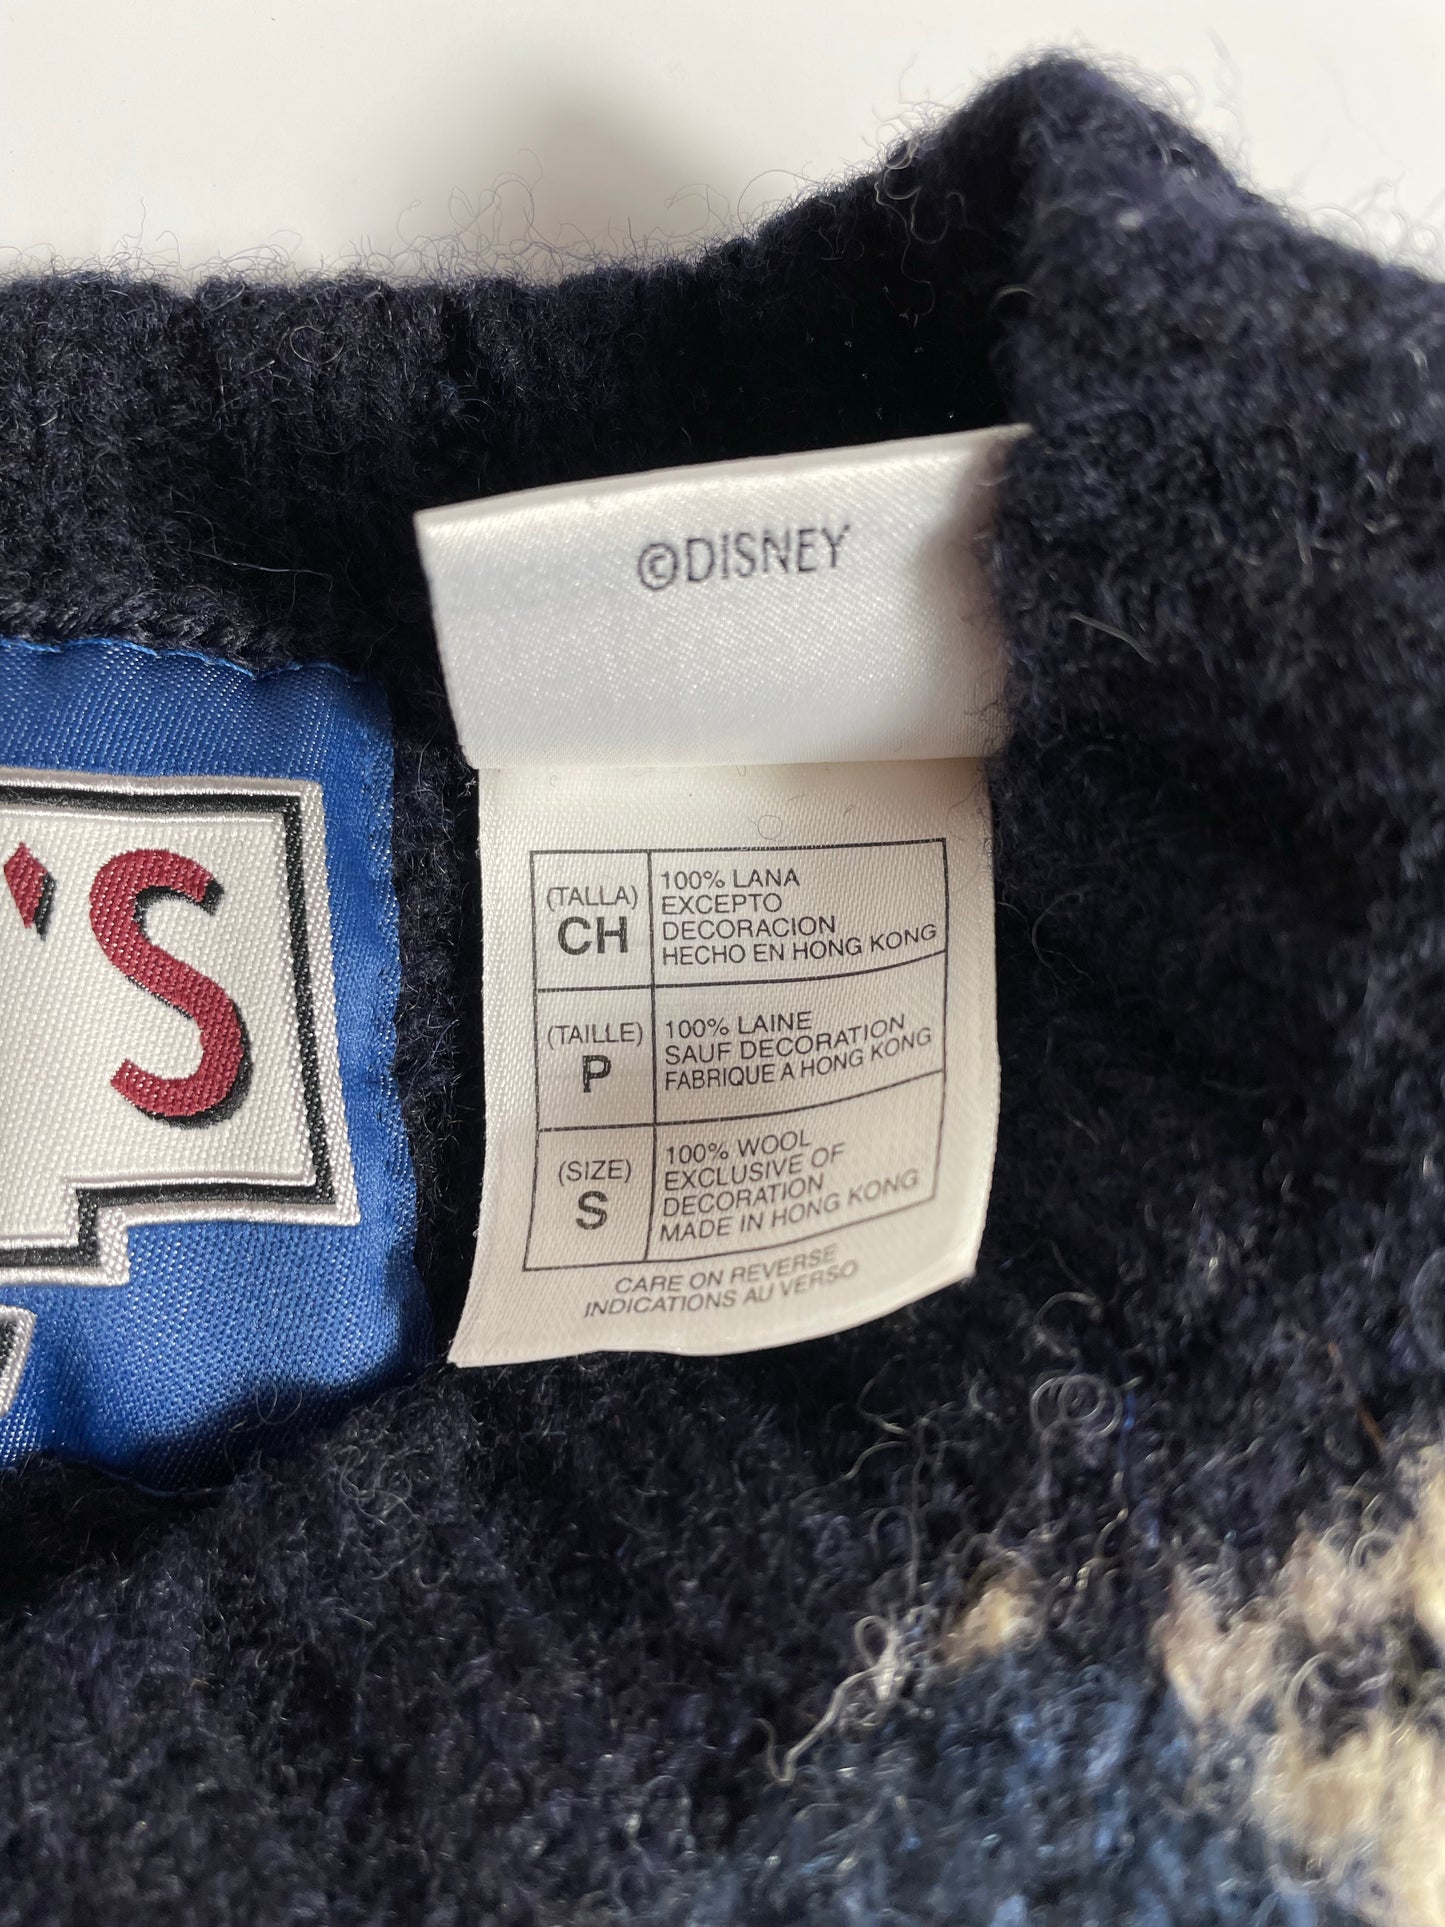 ©DISNEY
'S
(TALLA)
CH
100% LANA
EXCEPTO
DECORACION
HECHO EN HONG KONG
(TAILLE)
P
100% LAINE
SAUF DECORATION
FABRIQUE A HONG KONG
(SIZE)
S
100% WOOL
EXCLUSIVE OF
DECORATION
MADE IN HONG KONG
CARE ON REVERSE
INDICATIONS AU VERSO